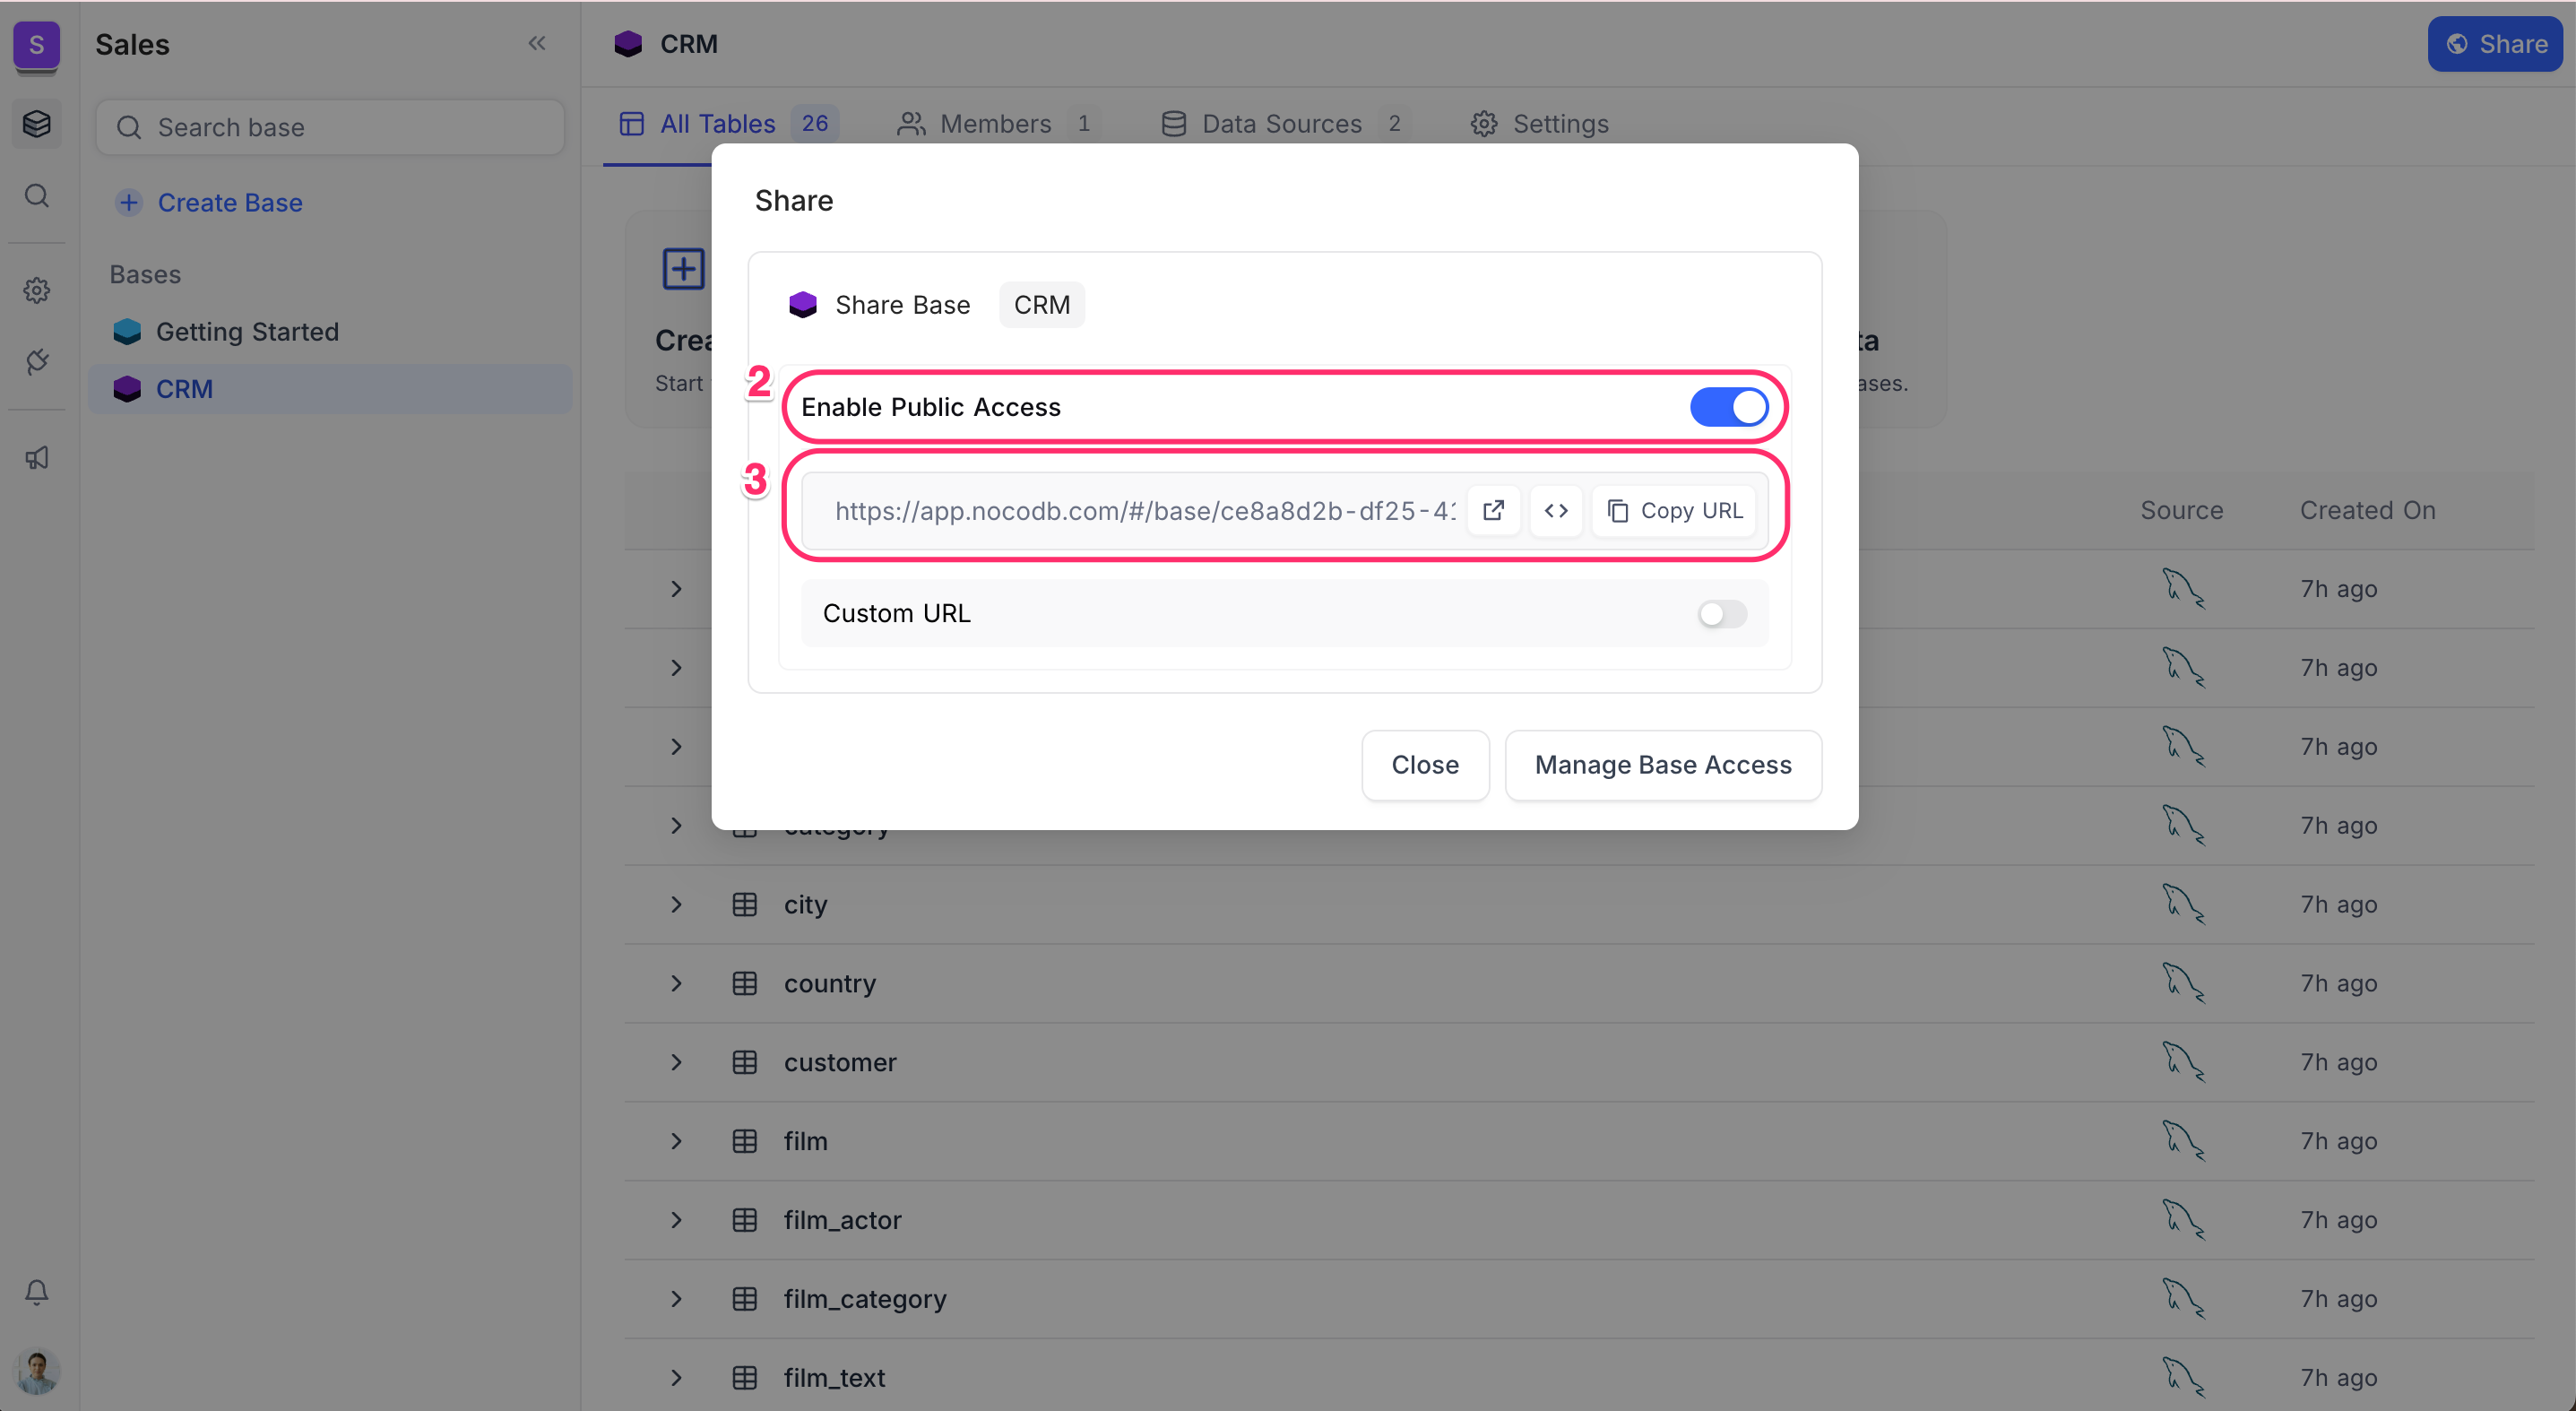 S
Sales
CRM
Share
Search base
All Tables 26
Members 1
Data Sources 2
Settings
Create Base
Bases
Getting Started
CRM
Share
Share Base CRM
Crea
ta
Start
ases.
2
Enable Public Access
3
https://app.nocodb.com/#/base/ce8a8d2b-df25-41
Copy URL
Source Created On
Custom URL
7h ago
7h ago
Close
Manage Base Access
7h ago
category 7h ago
city 7h ago
country 7h ago
customer 7h ago
film 7h ago
film_actor 7h ago
film_category 7h ago
film_text 7h ago